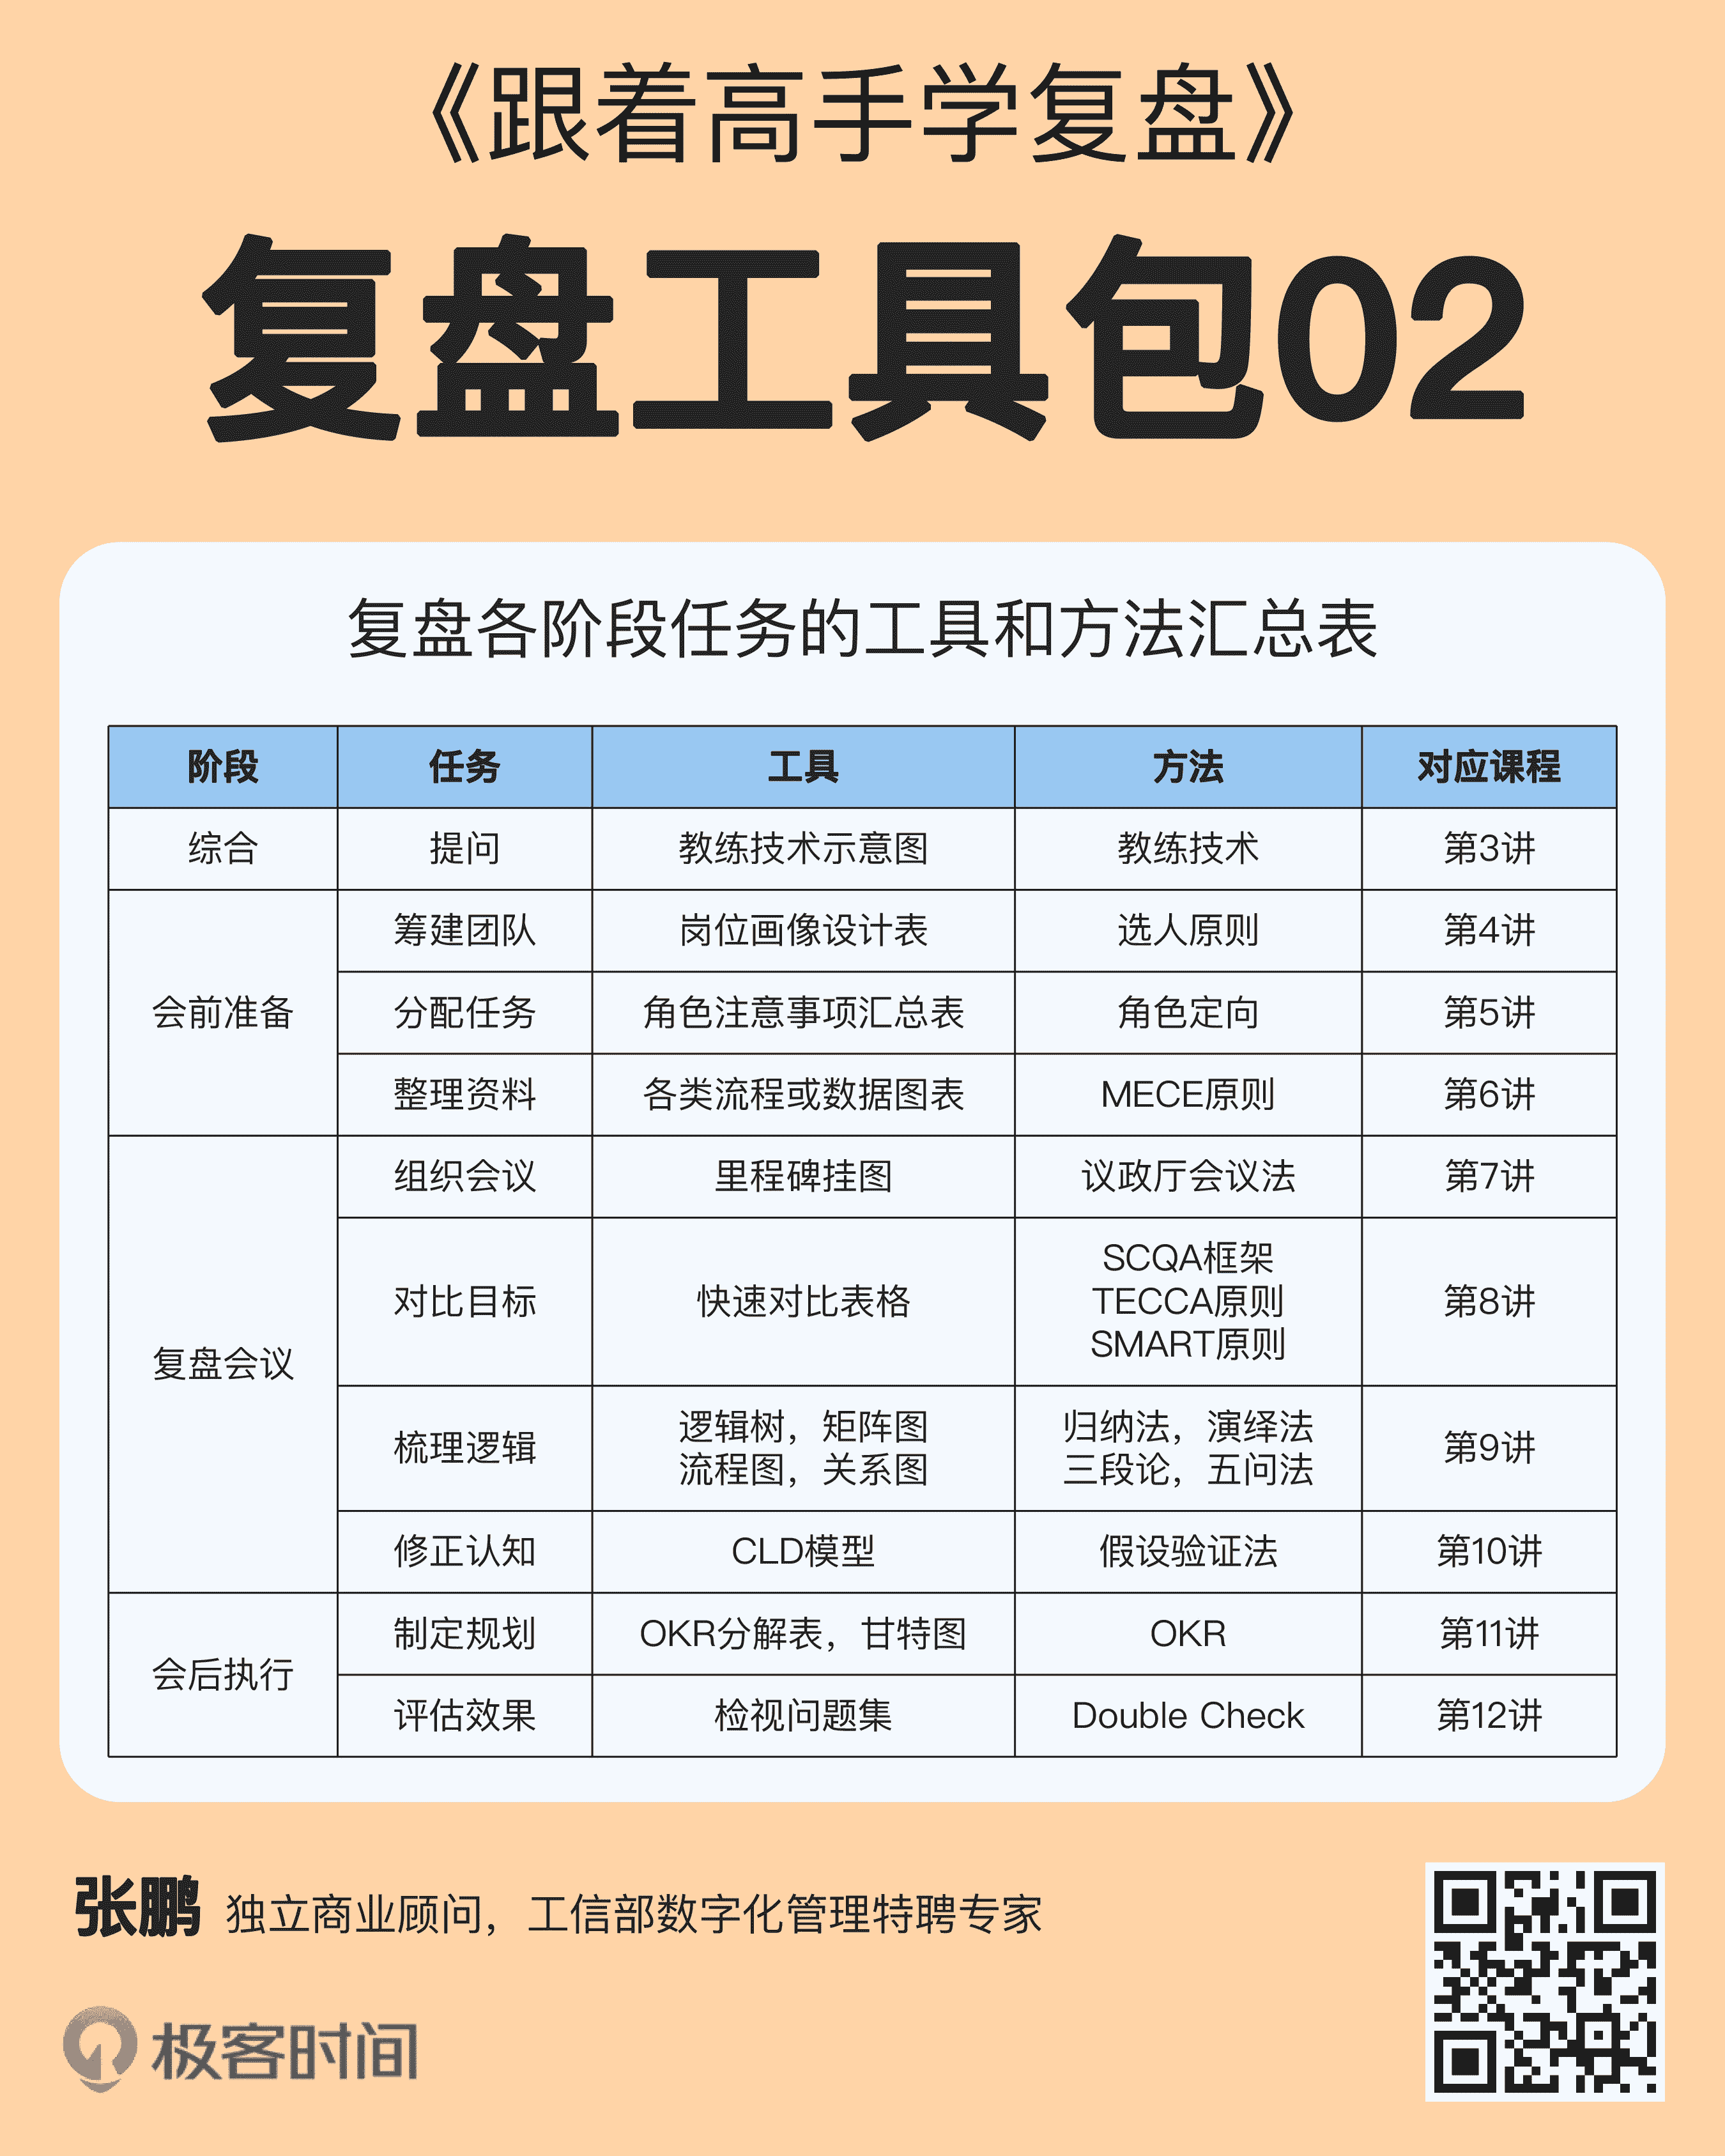 《跟着高手学复盘》
复盘工具包02
复盘各阶段任务的工具和方法汇总表
阶段 任务 工具 方法 对应课程
综合 提问 教练技术示意图 教练技术 第3讲
会前准备 筹建团队 岗位画像设计表 选人原则 第4讲
分配任务 角色注意事项汇总表 角色定向 第5讲
整理资料 各类流程或数据图表 MECE原则 第6讲
复盘会议 组织会议 里程碑挂图 议政厅会议法 第7讲
对比目标 快速对比表格 SCQA框架
TECCA原则
SMART原则 第8讲
梳理逻辑 逻辑树，矩阵图
流程图，关系图 归纳法，演绎法
三段论，五问法 第9讲
修正认知 CLD模型 假设验证法 第10讲
会后执行 制定规划 OKR分解表，甘特图 OKR 第11讲
评估效果 检视问题集 Double Check 第12讲
张鹏 独立商业顾问，工信部数字化管理特聘专家
极客时间